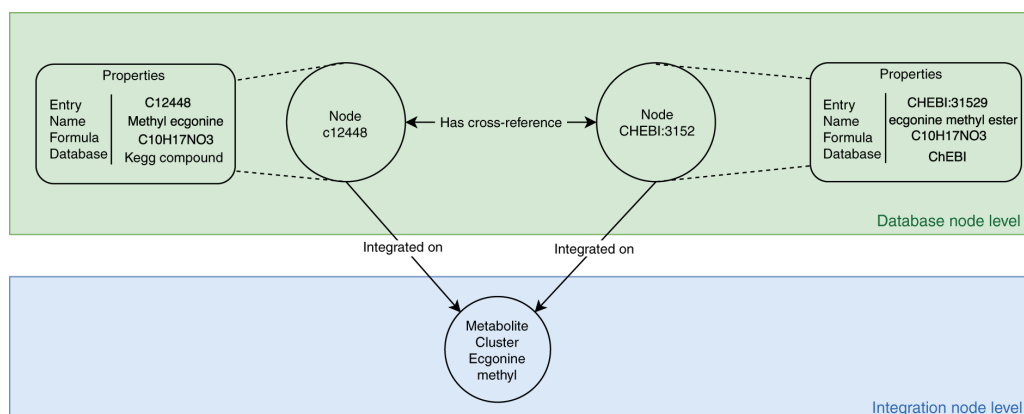 Properties
Entry C12448
Name Methyl ecgonine
Formula C10H17NO3
Database Kegg compound
Node
c12448
Has cross-reference
Node
CHEBI:3152
Properties
Entry CHEBI:31529
Name ecgonine methyl ester
Formula C10H17NO3
Database ChEBI
Database node level
Integrated on
Integrated on
Metabolite
Cluster
Ecgonine
methyl
Integration node level